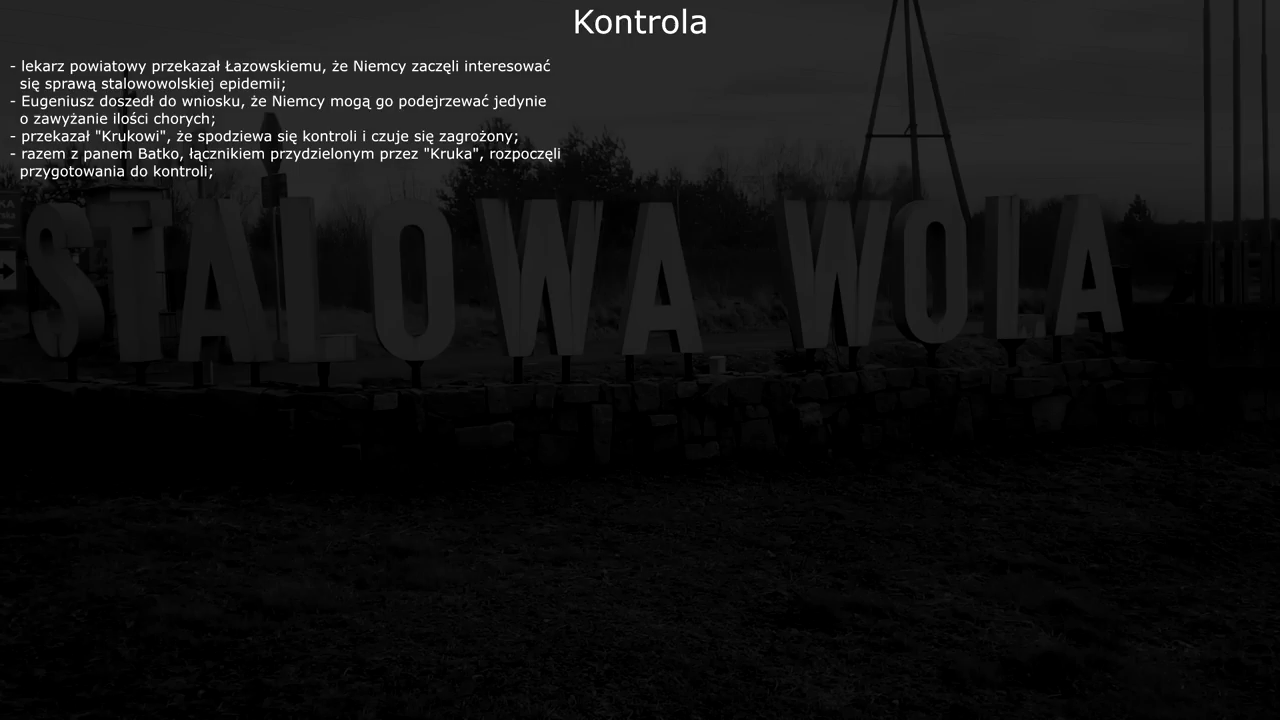 Kontrola
- lekarz powiatowy przekazał Łazowskiemu, że Niemcy zaczęli interesować
się sprawą stalowowolskiej epidemii;
- Eugeniusz doszedł do wniosku, że Niemcy mogą go podejrzewać jedynie
o zawyżanie ilości chorych;
- przekazał "Krukowi", że spodziewa się kontroli i czuje się zagrożony;
- razem z panem Batko, łącznikiem przydzielonym przez "Kruka", rozpoczęli
przygotowania do kontroli;
STALOWA WOLA